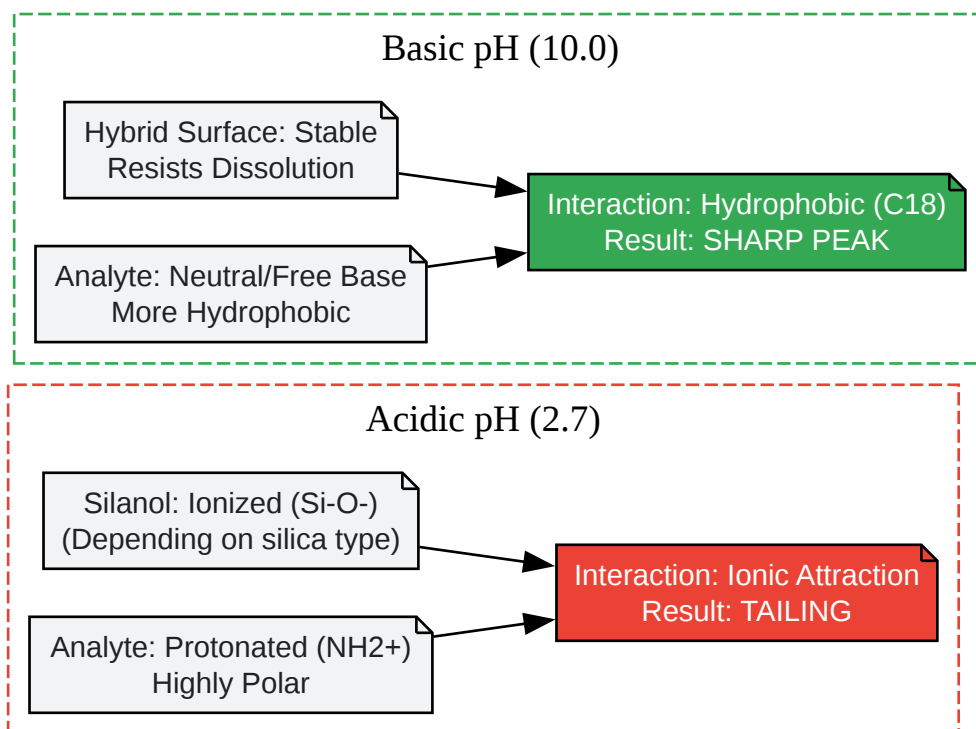 Basic pH (10.0)
Hybrid Surface: Stable
Resists Dissolution
Interaction: Hydrophobic (C18)
Result: SHARP PEAK
Analyte: Neutral/Free Base
More Hydrophobic
Acidic pH (2.7)
Silanol: Ionized (Si-O-)
(Depending on silica type)
Interaction: Ionic Attraction
Result: TAILING
Analyte: Protonated (NH2+)
Highly Polar